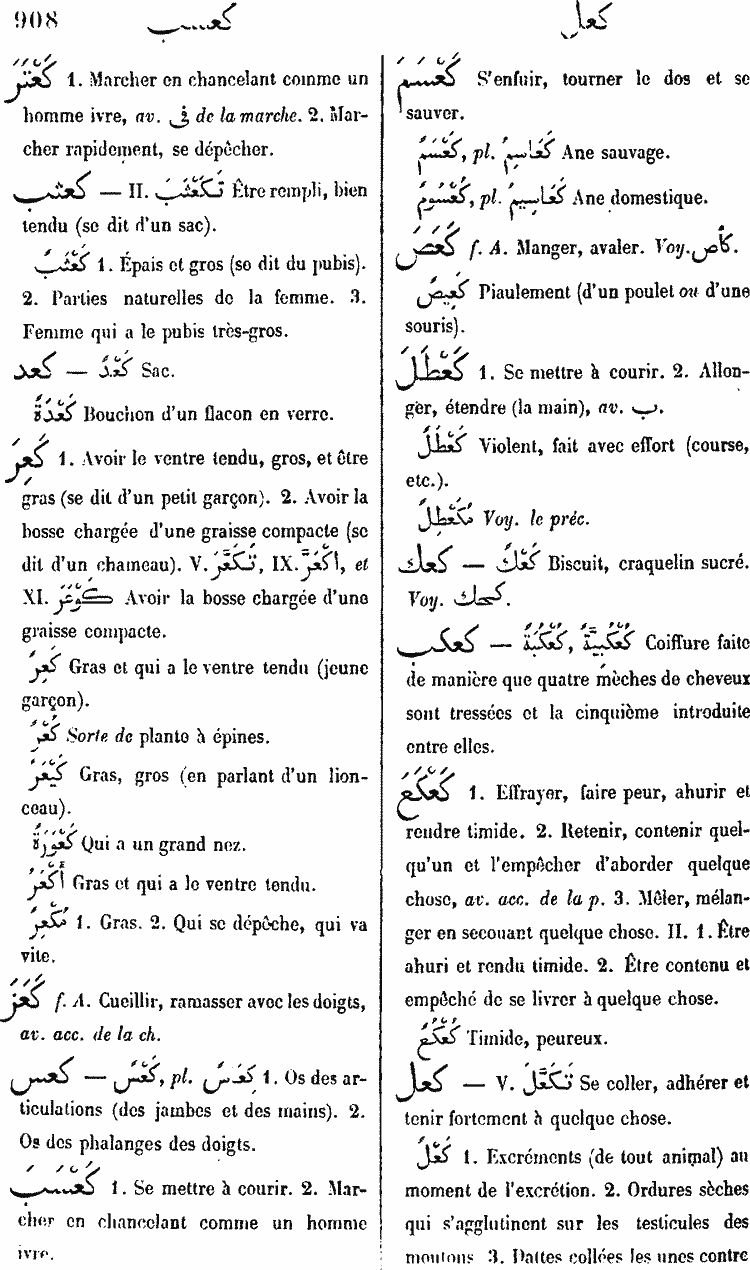 908
كعسب
كعل
كَعْتَرَ 1. Marcher en chancelant comme un
homme ivre, av. فى de la marche. 2. Mar-
cher rapidement, se dépêcher.
كعثب — II. تَكَعْثَبَ Être rempli, bien
tendu (se dit d'un sac).
كَعْثَبٌ 1. Épais et gros (se dit du pubis).
2. Parties naturelles de la femme. 3.
Femme qui a le pubis très-gros.
كعد — كَعْدٌ Sac.
كَعْدَةٌ Bouchon d'un flacon en verre.
كَعِرَ 1. Avoir le ventre tendu, gros, et être
gras (se dit d'un petit garçon). 2. Avoir la
bosse chargée d'une graisse compacte (se
dit d'un chameau). V. تَكَعَّرَ, IX. أَكْعَرَّ, et
XI. كَوْعَرَ Avoir la bosse chargée d'une
graisse compacte.
كَعِرٌ Gras et qui a le ventre tendu (jeune
garçon).
كَعْرٌ Sorte de plante à épines.
كَيْعَرٌ Gras, gros (en parlant d'un lion-
ceau).
كَعْوَرَةٌ Qui a un grand nez.
أَكْعَرُ Gras et qui a le ventre tendu.
مُكْعِرٌ 1. Gras. 2. Qui se dépêche, qui va
vite.
كَعَزَ f. A. Cueillir, ramasser avec les doigts,
av. acc. de la ch.
كعس — كَعْسٌ, pl. كِعَاسٌ 1. Os des ar-
ticulations (des jambes et des mains). 2.
Os des phalanges des doigts.
كَعْسَبَ 1. Se mettre à courir. 2. Mar-
cher en chancelant comme un homme
ivre.
كَعْسَمَ S'enfuir, tourner le dos et se
sauver.
كَعْسَمٌ, pl. كَعَاسِمُ Ane sauvage.
كُعْسُومٌ, pl. كَعَاسِيمُ Ane domestique.
كَعَصَ f. A. Manger, avaler. Voy. كأص.
كَعِيصٌ Piaulement (d'un poulet ou d'une
souris).
كَعْطَلَ 1. Se mettre à courir. 2. Allon-
ger, étendre (la main), av. ب.
كَعْطَلٌ Violent, fait avec effort (course,
etc.).
مُكَعْطِلٌ Voy. le préc.
كعك — كَعْكٌ Biscuit, craquelin sucré.
Voy. كحك.
كعكب — كَعْكُبَةٌ, كَعْكُبِيَّةٌ Coiffure faite
de manière que quatre mèches de cheveux
sont tressées et la cinquième introduite
entre elles.
كَعْكَعَ 1. Effrayer, faire peur, ahurir et
rendre timide. 2. Retenir, contenir quel-
qu'un et l'empêcher d'aborder quelque
chose, av. acc. de la p. 3. Mêler, mélan-
ger en secouant quelque chose. II. 1. Être
ahuri et rendu timide. 2. Être contenu et
empêché de se livrer à quelque chose.
كُعْكُعٌ Timide, peureux.
كعل — V. تَكَعَّلَ Se coller, adhérer et
tenir fortement à quelque chose.
كَعْلٌ 1. Excréments (de tout animal) au
moment de l'excrétion. 2. Ordures sèches
qui s'agglutinent sur les testicules des
moutons 3. Dattes collées les unes contre